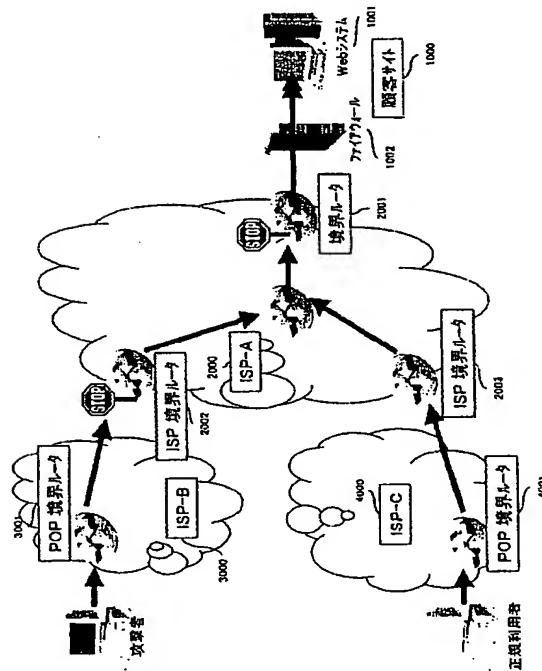 攻撃者
POP 境界ルータ
3001
ISP-B
3000
STOP
ISP 境界ルータ
2002
ISP-A
2000
STOP
境界ルータ
2001
ファイアウォール
1002
Webシステム
1001
顧客サイト
1000
正規利用者
POP 境界ルータ
4001
ISP-C
4000
ISP 境界ルータ
2003